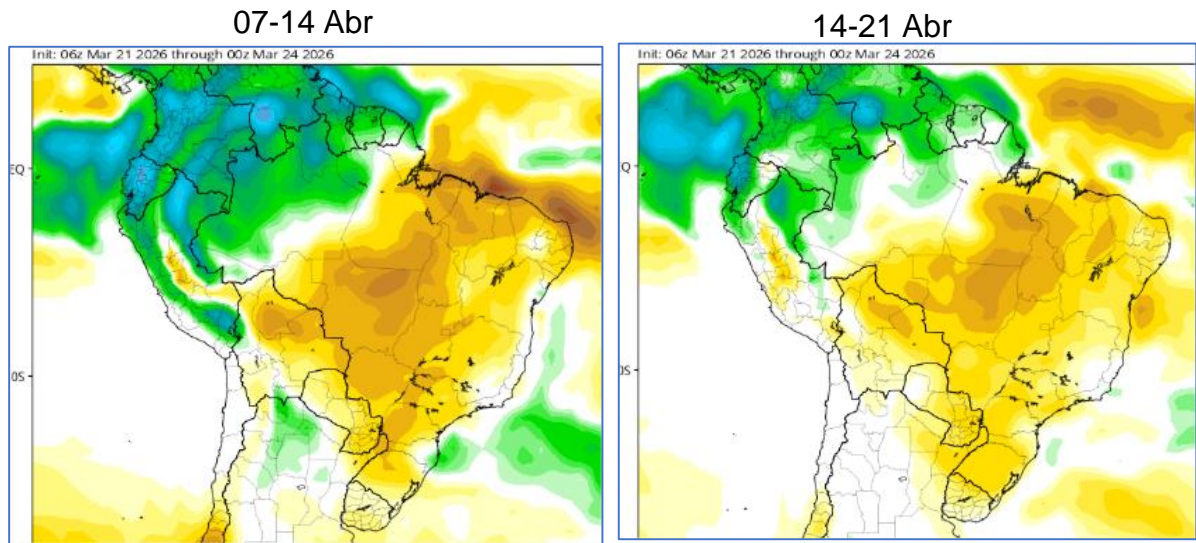 07-14 Abr
14-21 Abr
Init: 06z Mar 21 2026 through 00z Mar 24 2026
Init: 06z Mar 21 2026 through 00z Mar 24 2026
EQ
Q
0S
0S